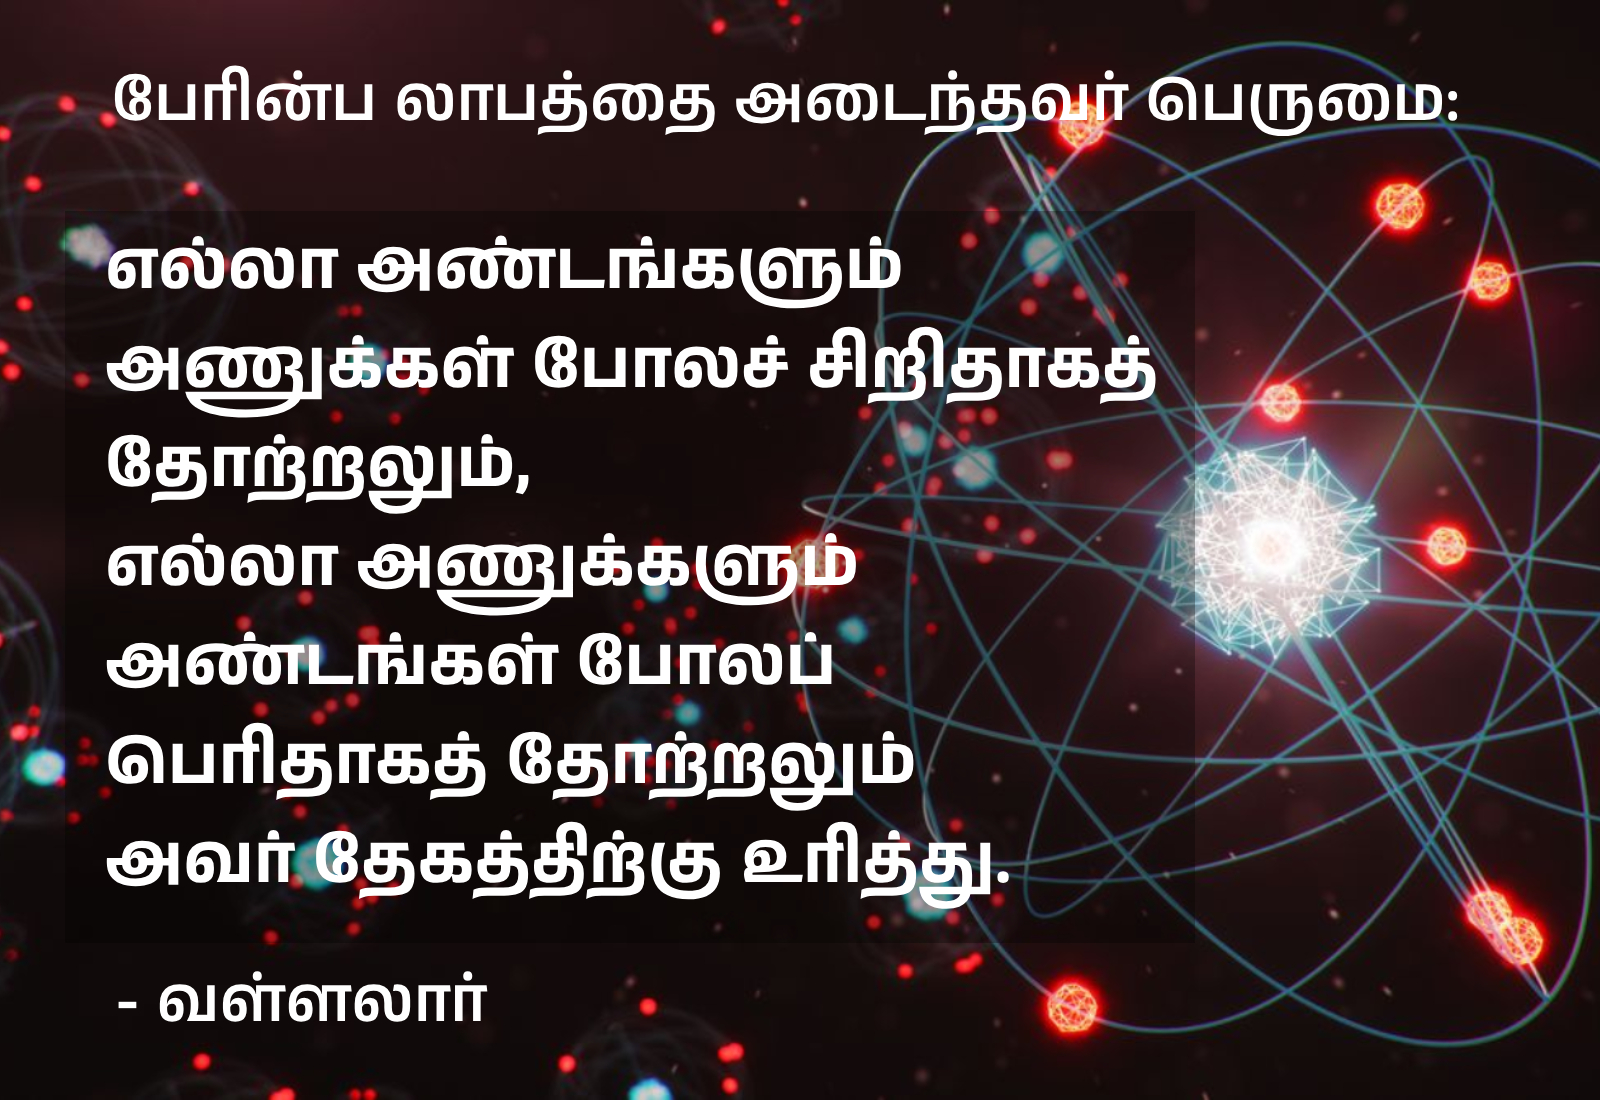 பேரின்ப லாபத்தை அடைந்தவர் பெருமை:
எல்லா அண்டங்களும்
அணுக்கள் போலச் சிறிதாகத்
தோற்றலும்,
எல்லா அணுக்களும்
அண்டங்கள் போலப்
பெரிதாகத் தோற்றலும்
அவர் தேகத்திற்கு உரித்து.
- வள்ளலார்